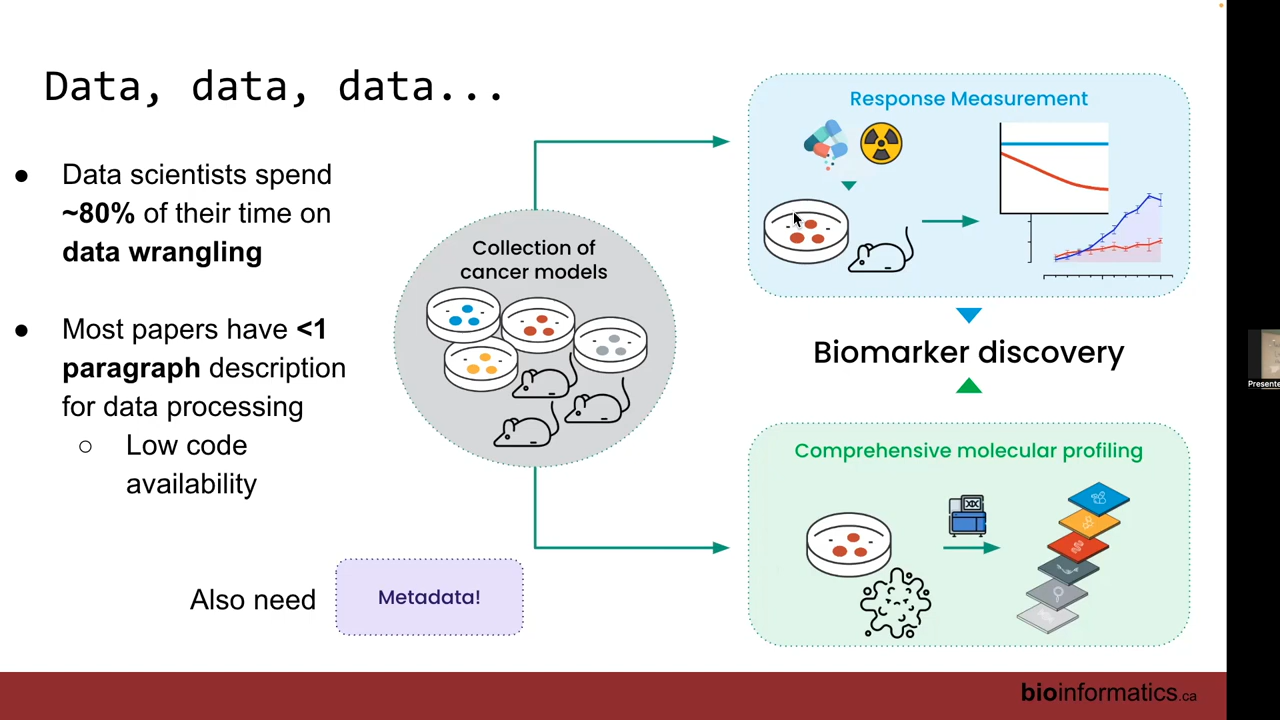 Data, data, data...
Data scientists spend
~80% of their time on
data wrangling
Most papers have <1
paragraph description
for data processing
Low code
availability
Also need
Metadata!
Collection of
cancer models
Response Measurement
Biomarker discovery
Comprehensive molecular profiling
bioinformatics.ca
Presente